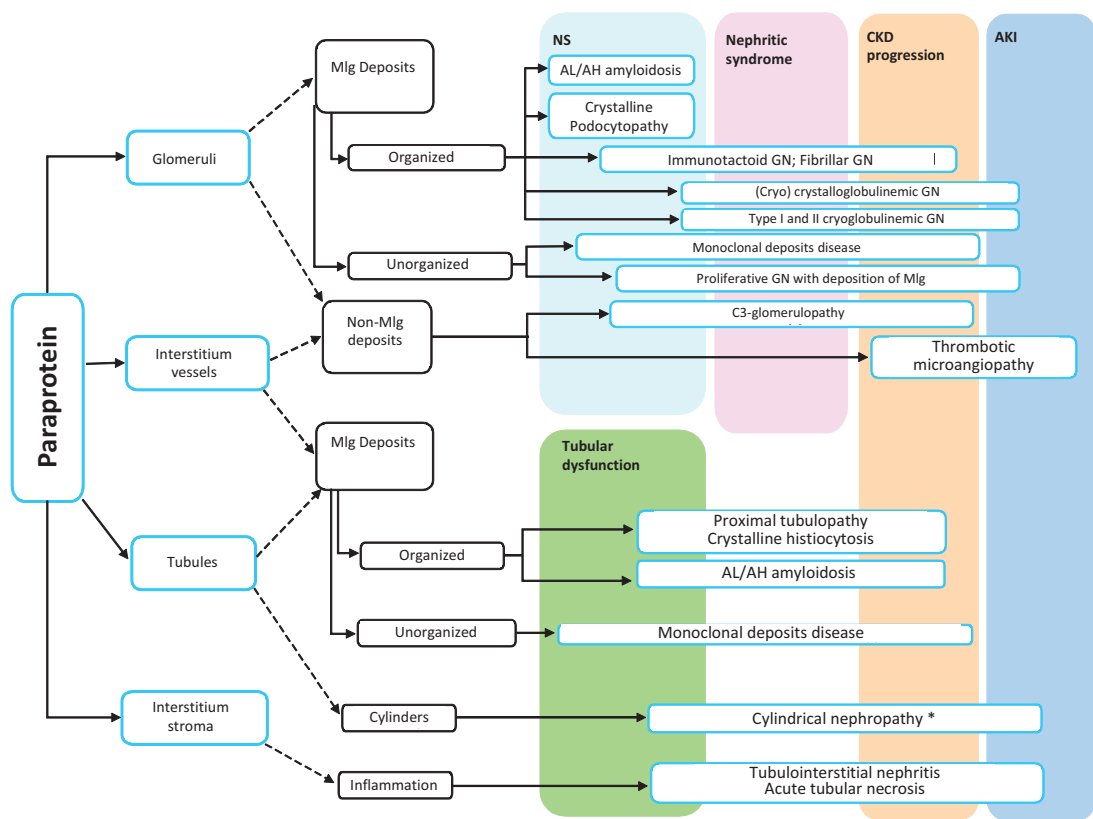 NS
Nephritic
syndrome
CKD
progression
AKI
Paraprotein
Glomeruli
MIg Deposits
Organized
AL/AH amyloidosis
Crystalline
Podocytopathy
Immunotactoid GN; Fibrillar GN
(Cryo) crystalloglobulinemic GN
Type I and II cryoglobulinemic GN
Unorganized
Monoclonal deposits disease
Proliferative GN with deposition of MIg
Non-MIg
deposits
C3-glomerulopathy
Thrombotic
microangiopathy
Interstitium
vessels
MIg Deposits
Tubular
dysfunction
Tubules
Organized
Proximal tubulopathy
Crystalline histiocytosis
AL/AH amyloidosis
Unorganized
Monoclonal deposits disease
Interstitium
stroma
Cylinders
Cylindrical nephropathy *
Inflammation
Tubulointerstitial nephritis
Acute tubular necrosis